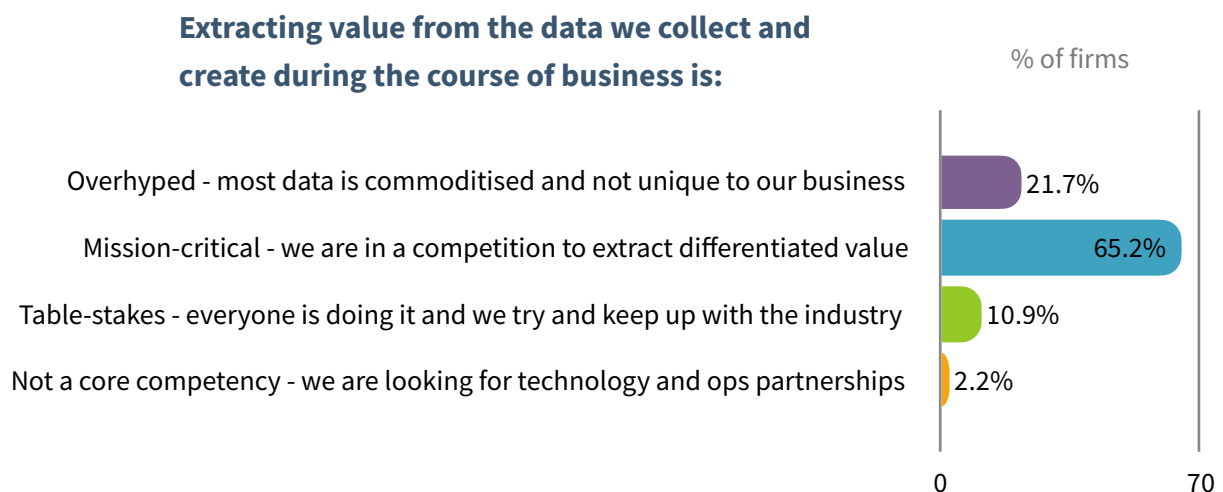 Extracting value from the data we collect and
create during the course of business is:
% of firms
Overhyped - most data is commoditised and not unique to our business
21.7%
Mission-critical - we are in a competition to extract differentiated value
65.2%
Table-stakes - everyone is doing it and we try and keep up with the industry
10.9%
Not a core competency - we are looking for technology and ops partnerships
2.2%
0
70